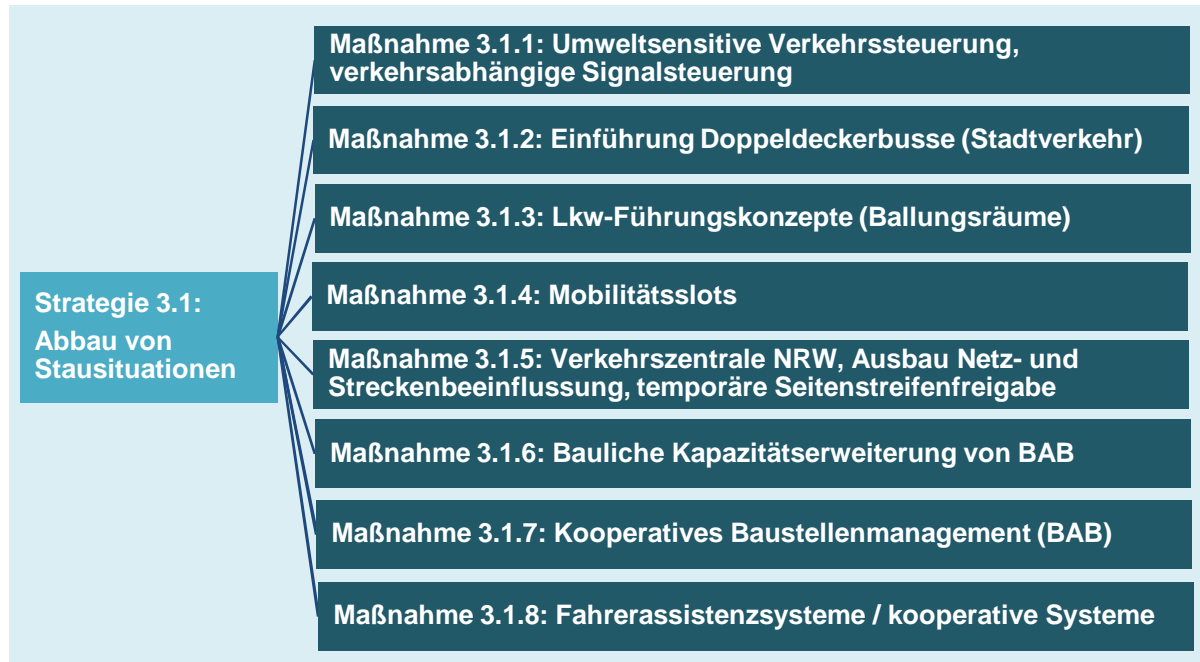 Maßnahme 3.1.1: Umweltsensitive Verkehrssteuerung,
verkehrsabhängige Signalsteuerung
Maßnahme 3.1.2: Einführung Doppeldeckerbusse (Stadtverkehr)
Maßnahme 3.1.3: Lkw-Führungskonzepte (Ballungsräume)
Strategie 3.1:
Abbau von
Stausituationen
Maßnahme 3.1.4: Mobilitätsslots
Maßnahme 3.1.5: Verkehrszentrale NRW, Ausbau Netz- und
Streckenbeeinflussung, temporäre Seitenstreifenfreigabe
Maßnahme 3.1.6: Bauliche Kapazitätserweiterung von BAB
Maßnahme 3.1.7: Kooperatives Baustellenmanagement (BAB)
Maßnahme 3.1.8: Fahrerassistenzsysteme / kooperative Systeme